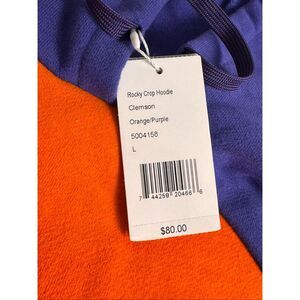 Rocky Crop Hoodie
Clemson
Orange/Purple
5004158
L
7 44259 20466 6
$80.00